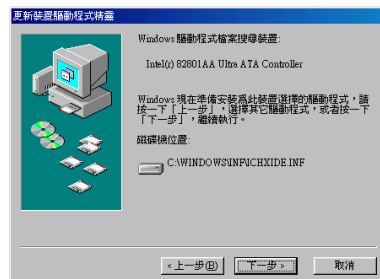 更新裝置驅動程式精靈
Windows 驅動程式檔案搜尋裝置:
Intel(r) 82801AA Ultra ATA Controller
Windows 現在準備安裝為此裝置選擇的驅動程式，請
按一下「上一步」，選擇其它驅動程式，或者按一下
「下一步」，繼續執行。
磁碟機位置:
C:\WINDOWS\INF\ICHXIDE.INF
<上一步(B)
下一步 >
取消